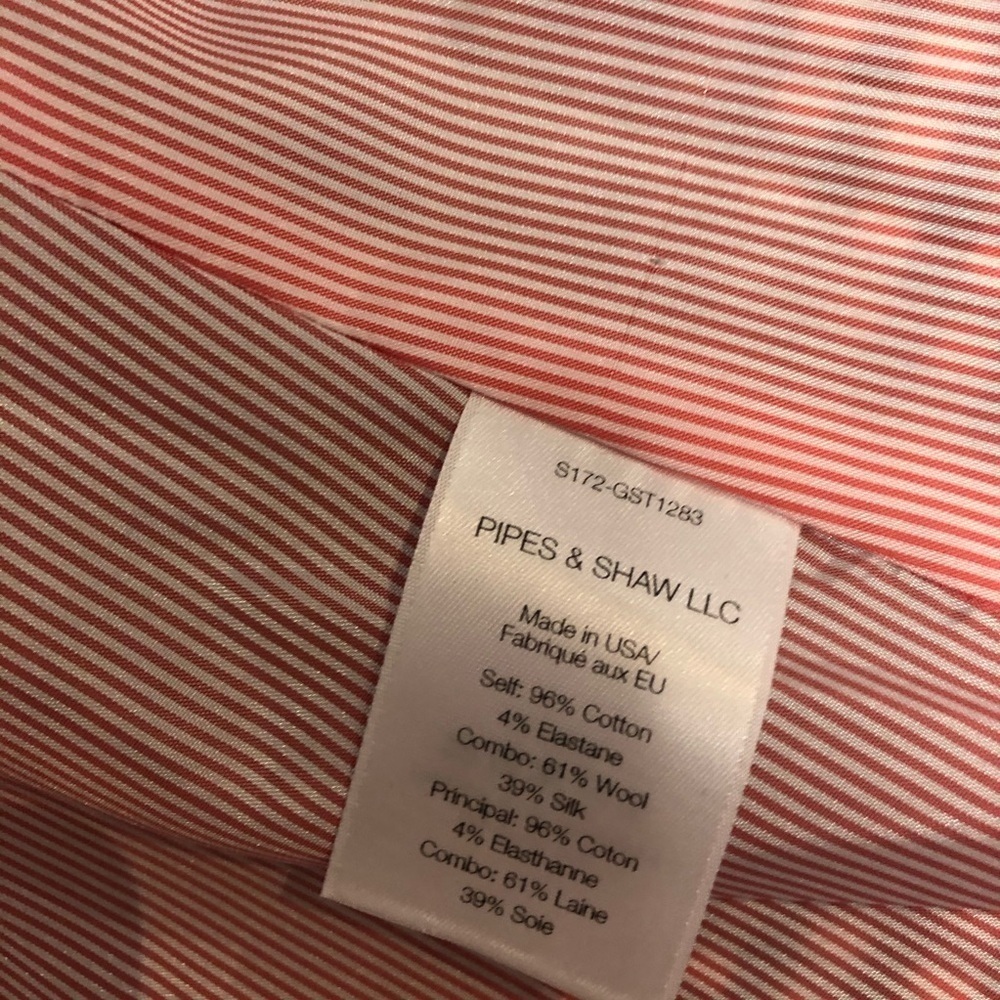 S172-GST1283
PIPES & SHAW LLC
Made in USA/
Fabriqué aux EU
Self: 96% Cotton
4% Elastane
Combo: 61% Wool
39% Silk
Principal: 96% Coton
4% Elasthanne
Combo: 61% Laine
39% Soie